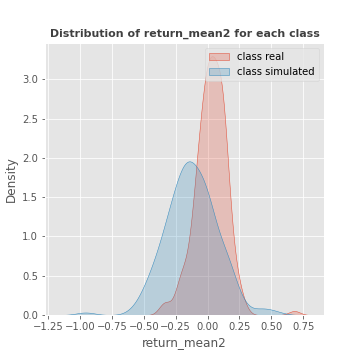 Distribution of return_mean2 for each class
class real
class simulated
3.0
2.5
2.0
1.5
1.0
0.5
0.0
Density
−1.25 −1.00 −0.75 −0.50 −0.25 0.00 0.25 0.50 0.75
return_mean2